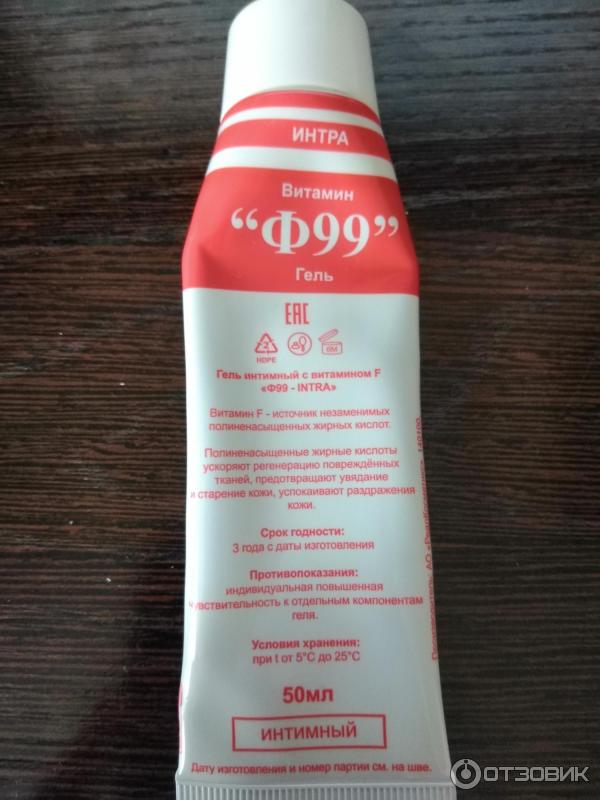 ИНТРА
Витамин
“Ф99”
Гель
EAC
2
HDPE
6M
Гель интимный с витамином F
«Ф99 - INTRA»
Витамин F - источник незаменимых
полиненасыщенных жирных кислот.
Полиненасыщенные жирные кислоты
ускоряют регенерацию повреждённых
тканей, предотвращают увядание
и старение кожи, успокаивают раздражения
кожи.
Срок годности:
3 года с даты изготовления
Противопоказания:
индивидуальная повышенная
чувствительность к отдельным компонентам
геля.
Условия хранения:
при t от 5°С до 25°С
50мл
ИНТИМНЫЙ
Дату изготовления и номер партии см. на шве.
ОТЗОВИК